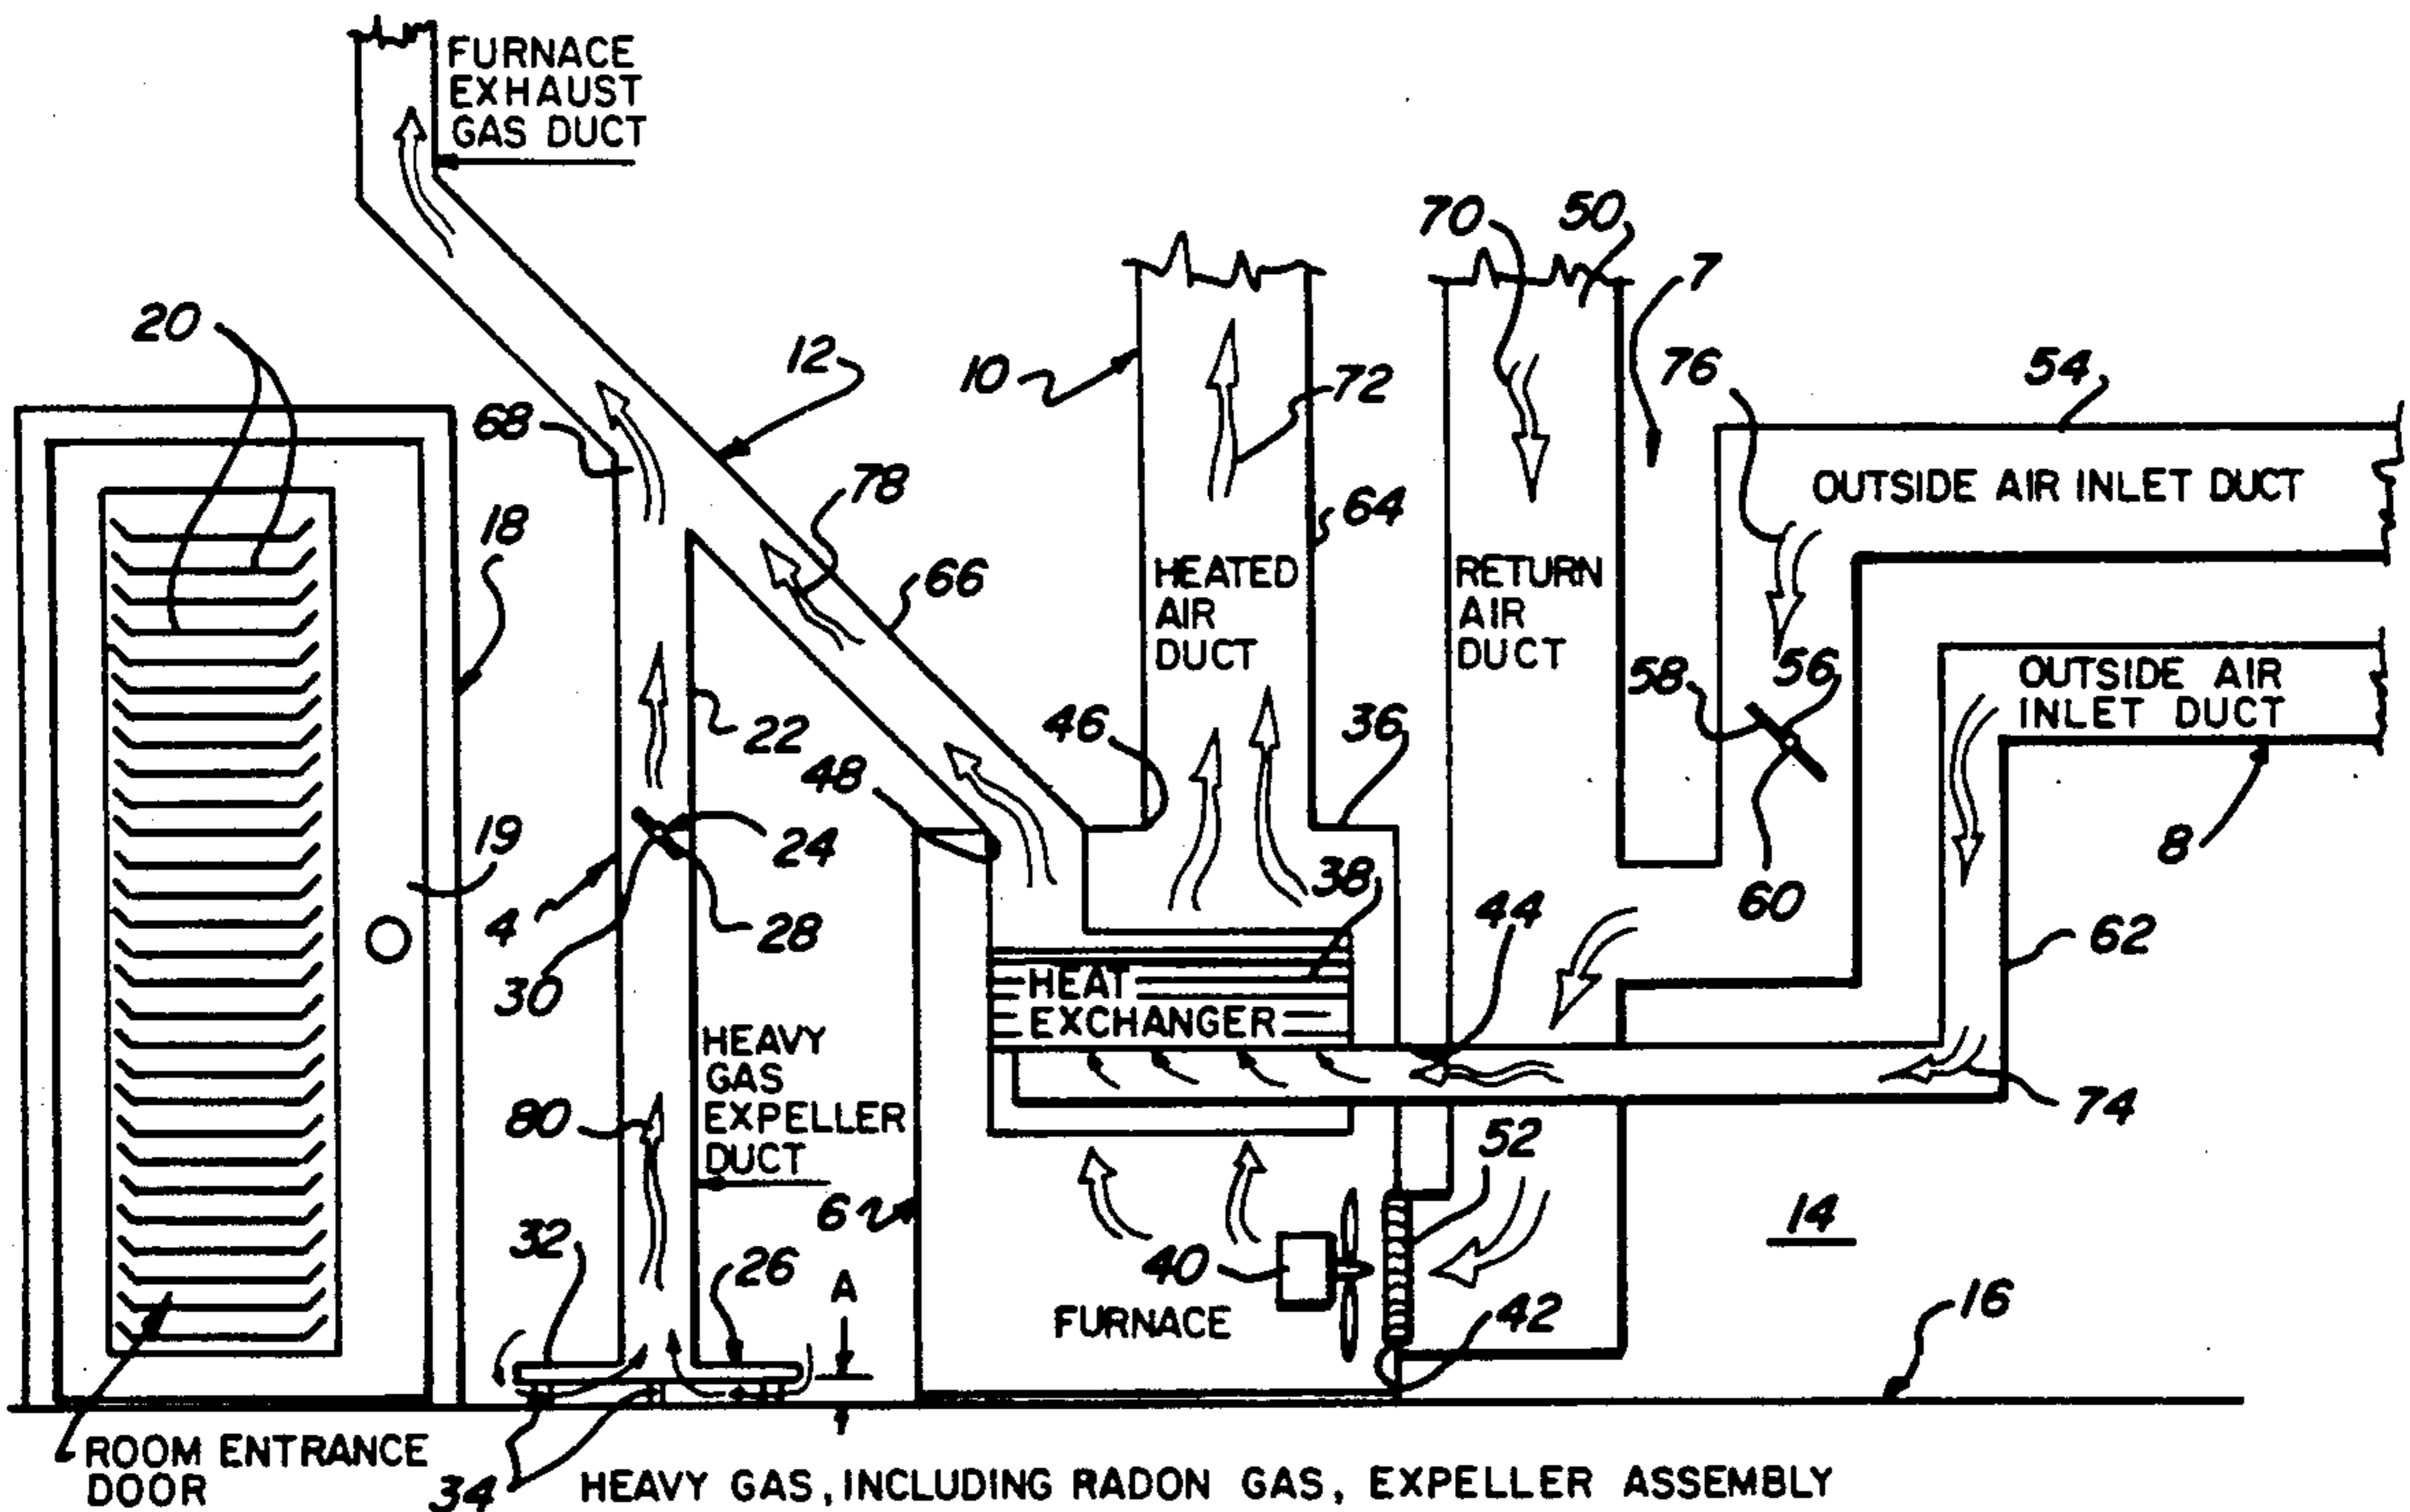 FURNACE
EXHAUST
GAS DUCT
70
50
7
20
12
10
72
76
54
68
78
OUTSIDE AIR INLET DUCT
18
64
66
HEATED
AIR
DUCT
RETURN
AIR
DUCT
58
56
OUTSIDE AIR
INLET DUCT
22
46
36
48
19
24
8
4
28
38
44
60
62
30
HEAT
EXCHANGER
HEAVY
GAS
EXPELLER
DUCT
80
74
52
6
14
32
26
A
40
FURNACE
42
16
ROOM ENTRANCE
DOOR
34
HEAVY GAS, INCLUDING RADON GAS, EXPELLER ASSEMBLY